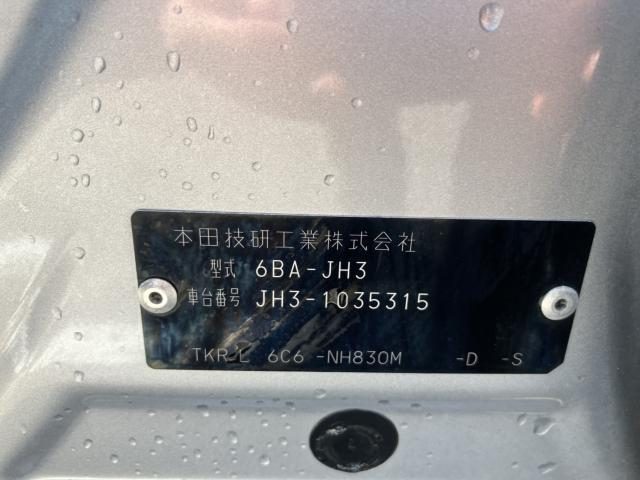 本田技研工業株式会社
型式 6BA-JH3
車台番号 JH3-1035315
TKR/L 6C6 -NH830M -D -S